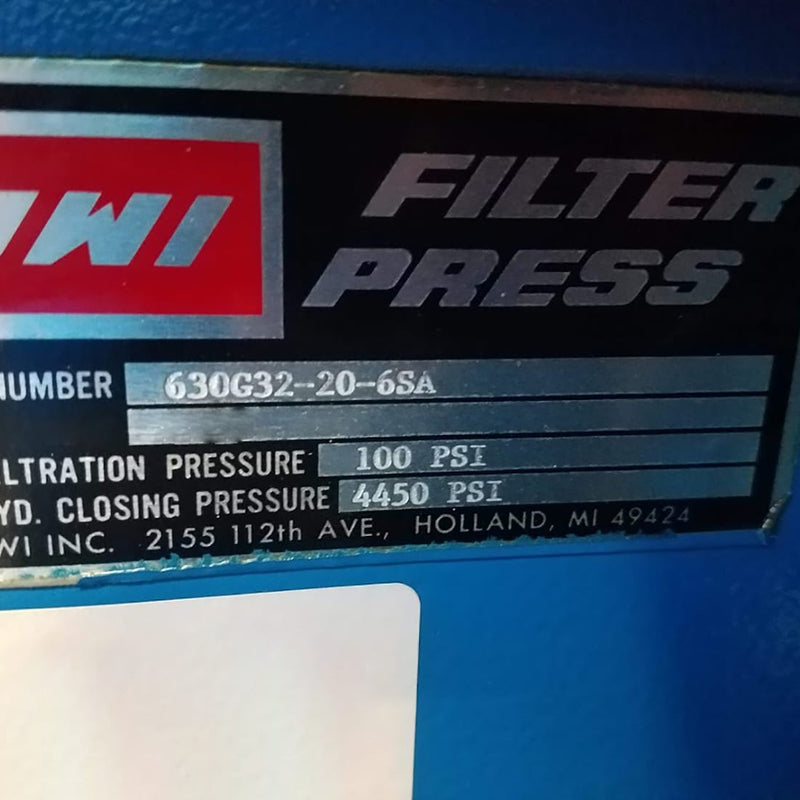 JWI
FILTER
PRESS
NUMBER 630G32-20-6SA
ILTRATION PRESSURE 100 PSI
YD. CLOSING PRESSURE 4450 PSI
WI INC. 2155 112th AVE., HOLLAND, MI 49424